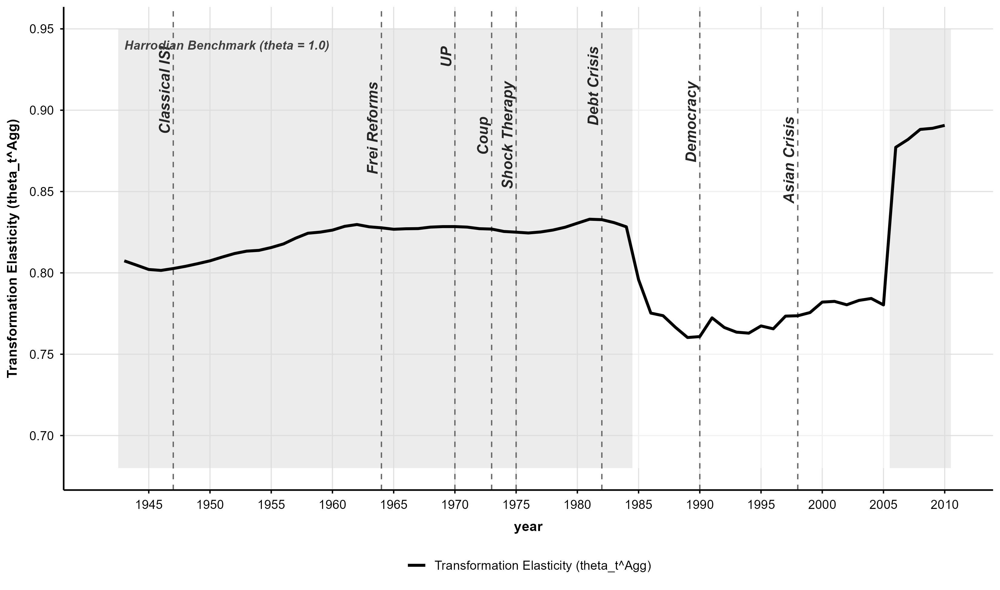 Harrodian Benchmark (theta = 1.0)
Classical ISI
Frei Reforms
UP
Coup
Shock Therapy
Debt Crisis
Democracy
Asian Crisis
Transformation Elasticity (theta_t^Agg)
0.95
0.90
0.85
0.80
0.75
0.70
1945 1950 1955 1960 1965 1970 1975 1980 1985 1990 1995 2000 2005 2010
year
Transformation Elasticity (theta_t^Agg)